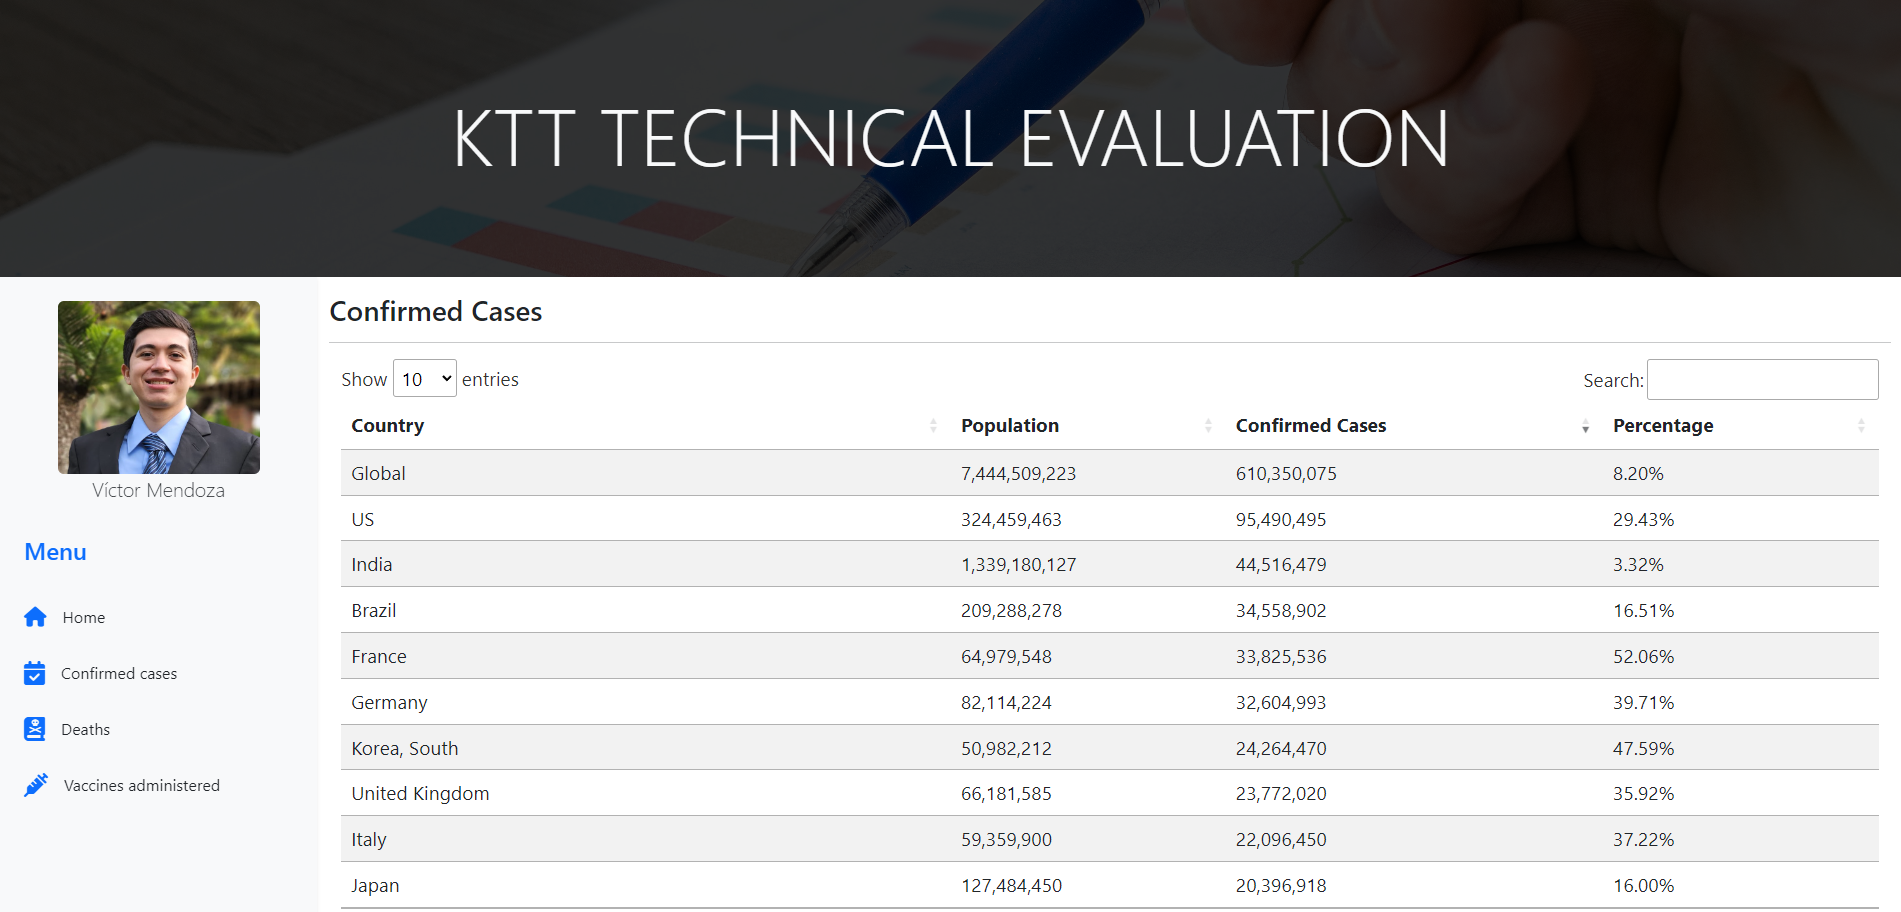 KTT TECHNICAL EVALUATION
Víctor Mendoza
Menu
Home
Confirmed cases
Deaths
Vaccines administered
Confirmed Cases
Show 10 entries
Search:
Country Population Confirmed Cases Percentage
Global 7,444,509,223 610,350,075 8.20%
US 324,459,463 95,490,495 29.43%
India 1,339,180,127 44,516,479 3.32%
Brazil 209,288,278 34,558,902 16.51%
France 64,979,548 33,825,536 52.06%
Germany 82,114,224 32,604,993 39.71%
Korea, South 50,982,212 24,264,470 47.59%
United Kingdom 66,181,585 23,772,020 35.92%
Italy 59,359,900 22,096,450 37.22%
Japan 127,484,450 20,396,918 16.00%